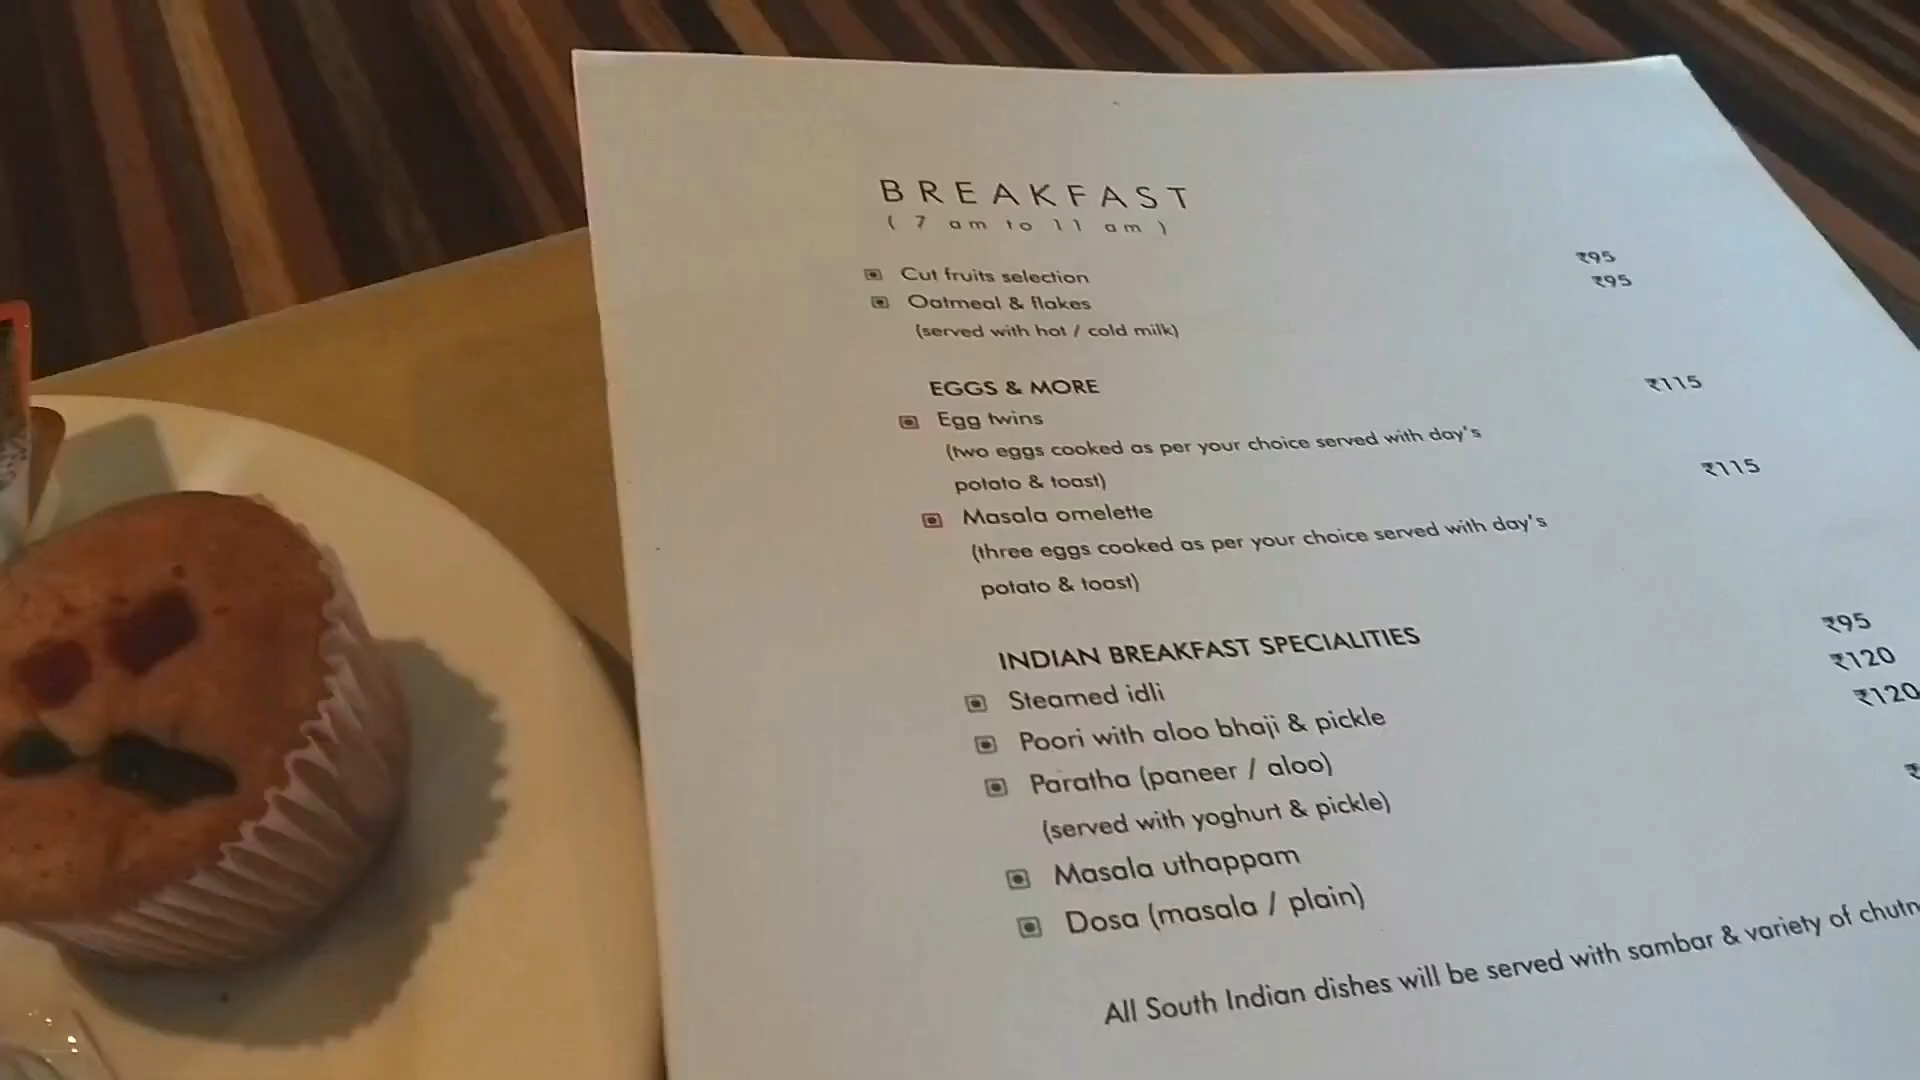 BREAKFAST
( 7 am to 11 am )
Cut fruits selection ₹95
Oatmeal & flakes ₹95
(served with hot / cold milk)
EGGS & MORE
Egg twins ₹115
(two eggs cooked as per your choice served with day's
potato & toast)
Masala omelette ₹115
(three eggs cooked as per your choice served with day's
potato & toast)
INDIAN BREAKFAST SPECIALITIES
Steamed idli ₹95
Poori with aloo bhaji & pickle ₹120
Paratha (paneer / aloo) ₹120
(served with yoghurt & pickle)
Masala uthappam ₹
Dosa (masala / plain)
All South Indian dishes will be served with sambar & variety of chutn